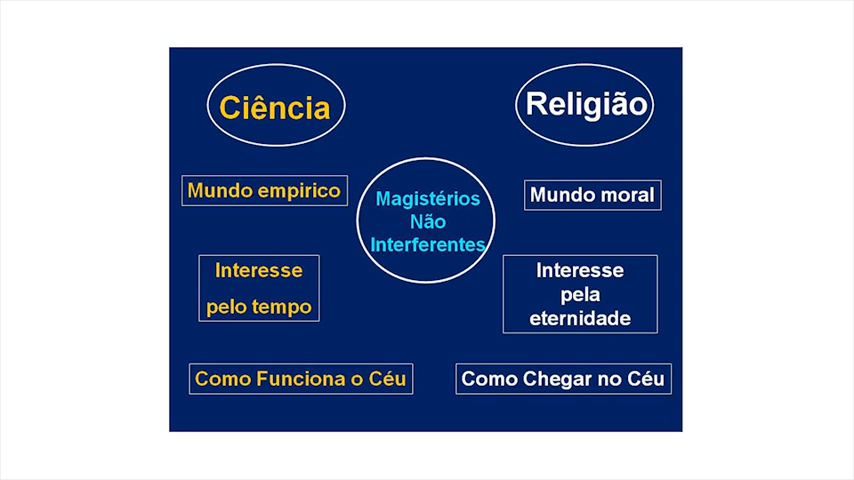 Ciência
Religião
Mundo empirico
Magistérios
Não
Interferentes
Mundo moral
Interesse
pelo tempo
Interesse
pela
eternidade
Como Funciona o Céu
Como Chegar no Céu